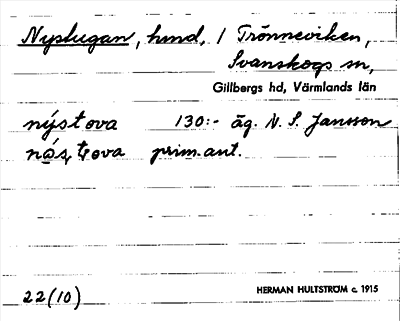 Nystugan, hmd, 1 Trönneviken,
Svanskogs sn,
Gillbergs hd, Värmlands län
nýstova 130:- äg. N. S. Jansson
prim. ant.
22(10)
HERMAN HULTSTRÖM c. 1915